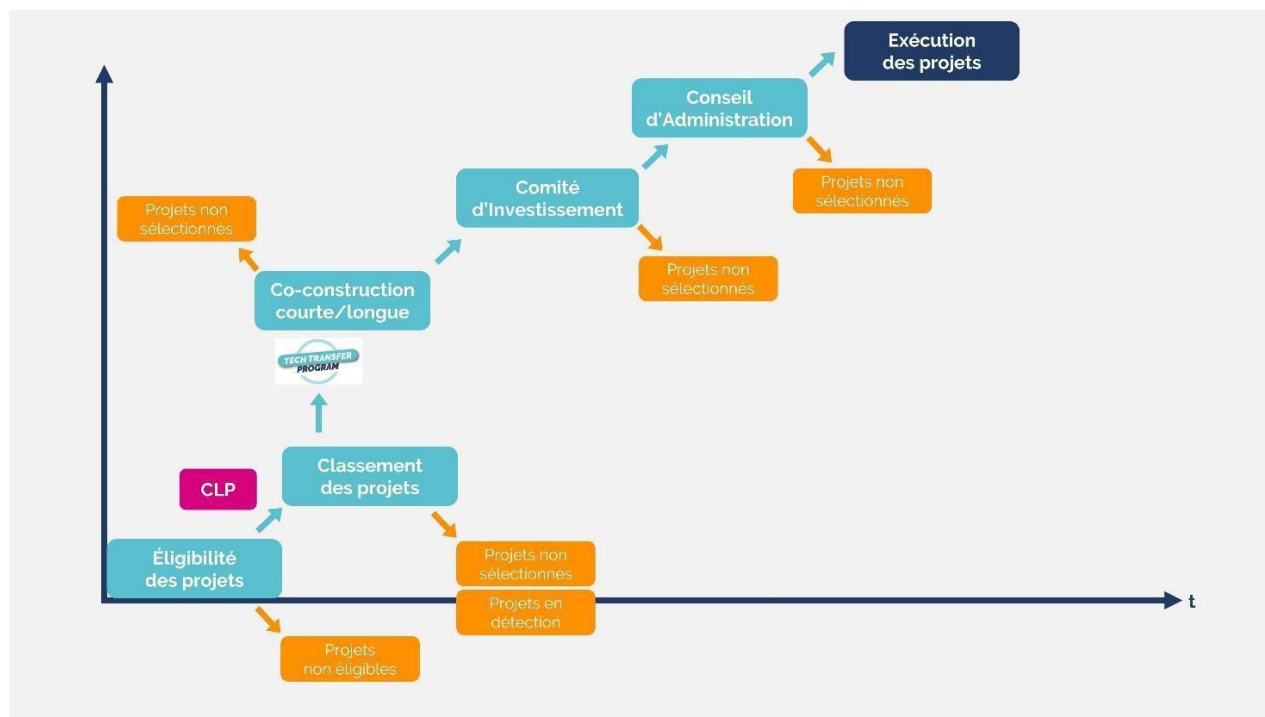 Exécution
des projets
Conseil
d'Administration
Projets non
sélectionnés
Comité
d'Investissement
Projets non
sélectionnés
Projets non
sélectionnés
Co-construction
courte/longue
TECH TRANSFER
PROGRAM
Classement
des projets
CLP
Projets non
sélectionnés
Projets en
détection
Éligibilité
des projets
t
Projets
non éligibles